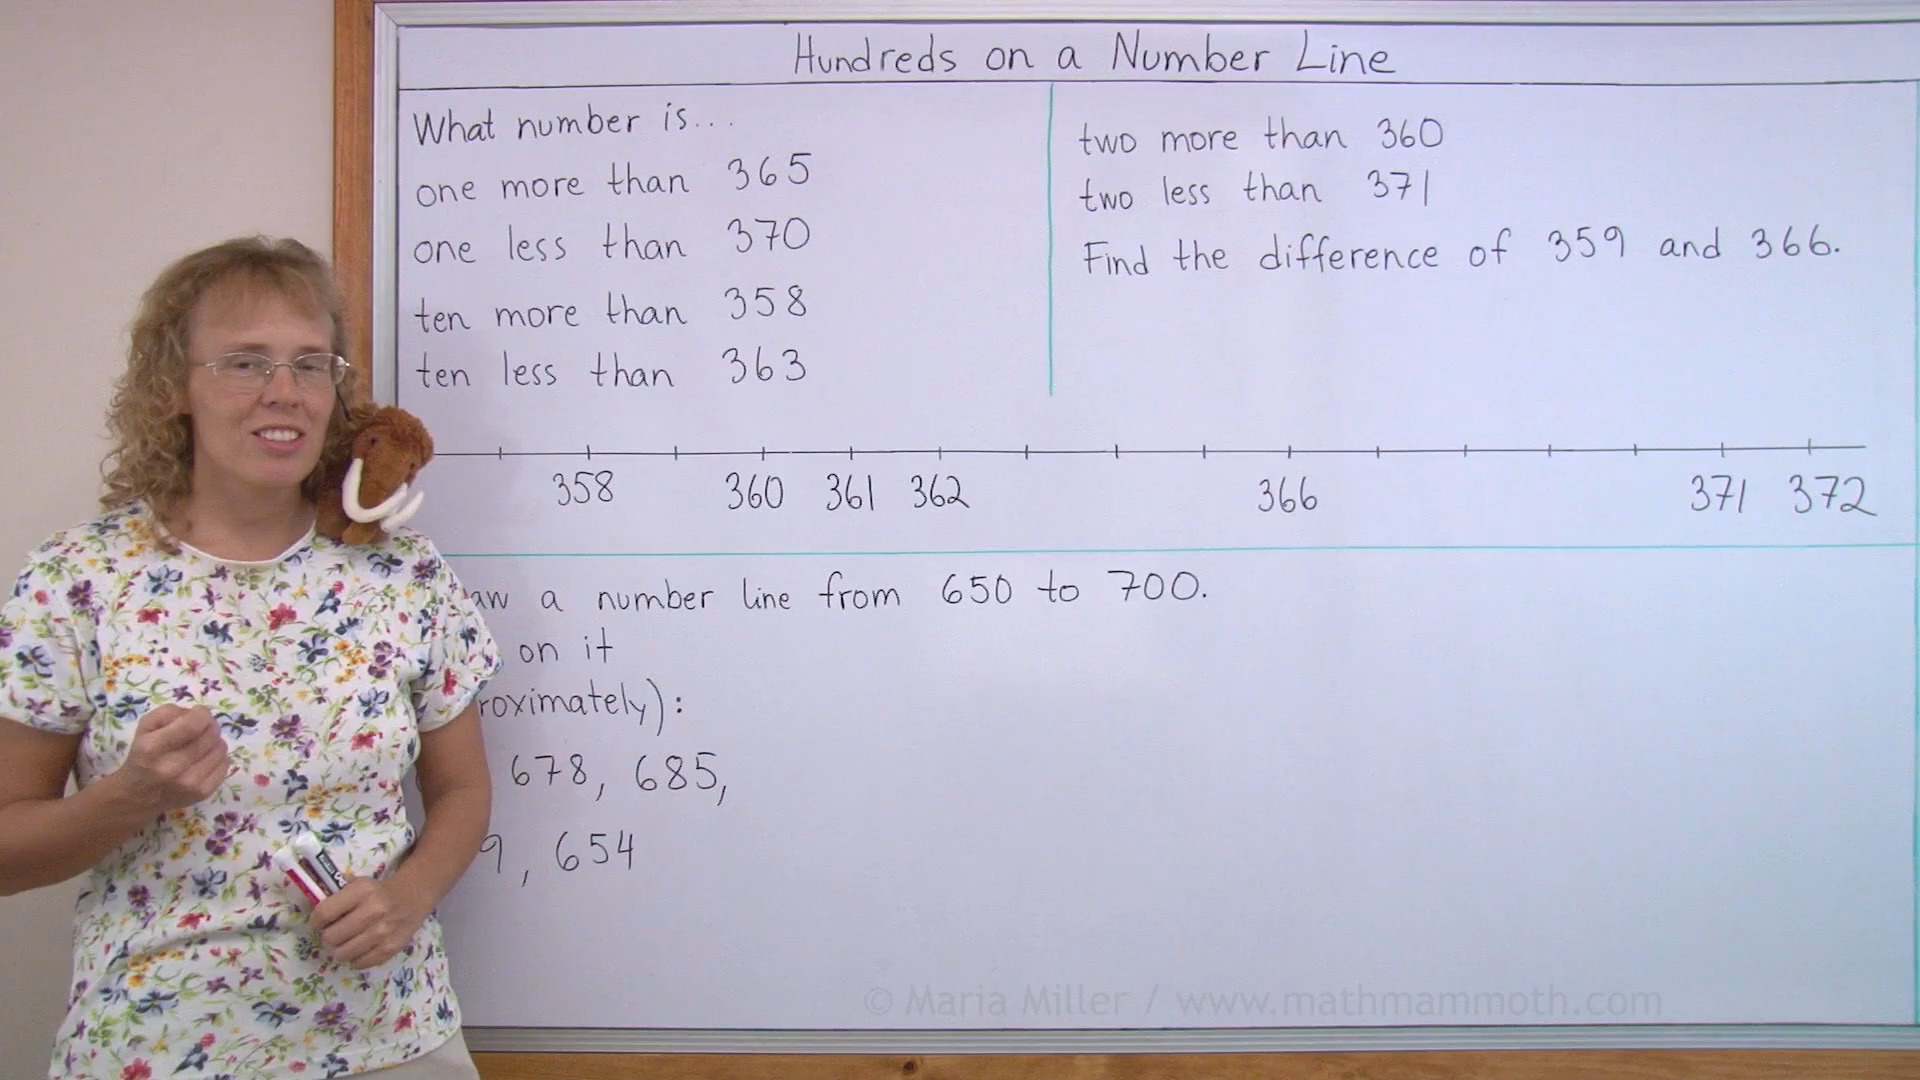 Hundreds on a Number Line
What number is...
one more than 365
one less than 370
ten more than 358
ten less than 363
two more than 360
two less than 371
Find the difference of 359 and 366.
358 360 361 362 366 371 372
a number line from 650 to 700.
on it
678, 685,
654
© Maria Miller / www.mathmammoth.com